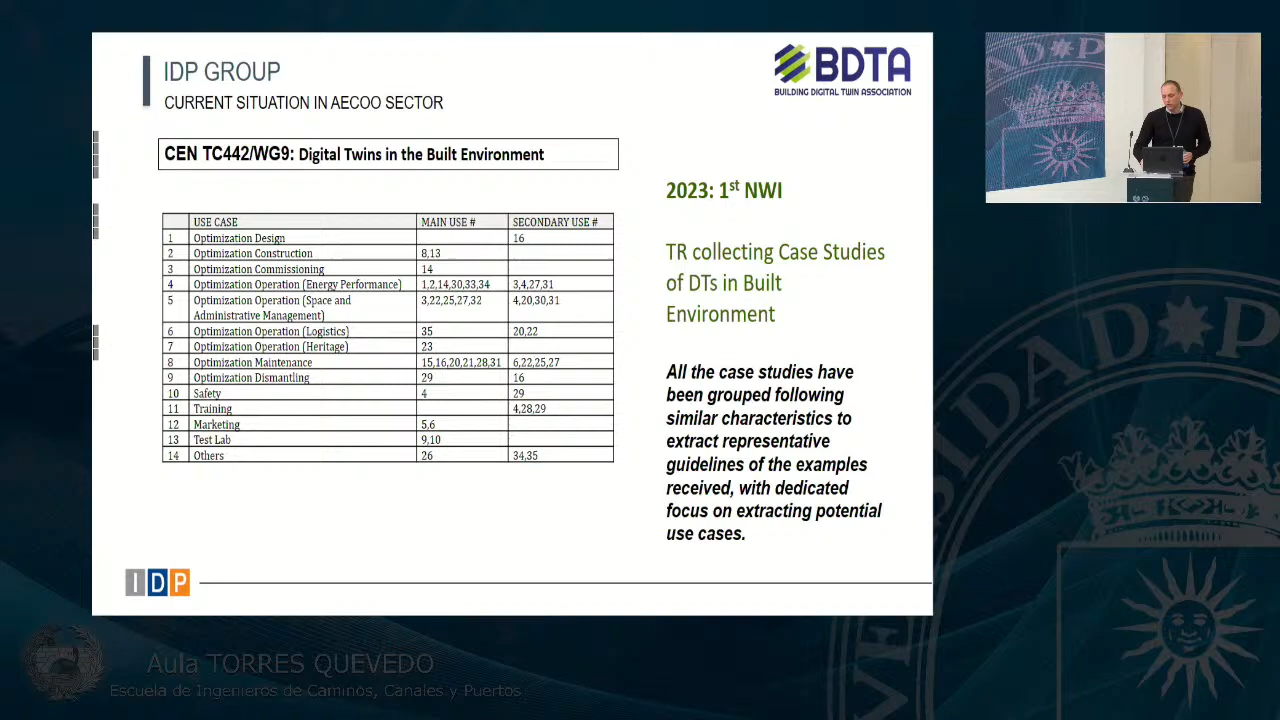 IDP GROUP
CURRENT SITUATION IN AECOO SECTOR
BDTA
BUILDING DIGITAL TWIN ASSOCIATION
CEN TC442/WG9: Digital Twins in the Built Environment
USE CASE MAIN USE # SECONDARY USE #
1 Optimization Design 16
2 Optimization Construction 8,13
3 Optimization Commissioning 14
4 Optimization Operation (Energy Performance) 1,2,14,30,33,34 3,4,27,31
5 Optimization Operation (Space and Administrative Management) 3,22,25,27,32 4,20,30,31
6 Optimization Operation (Logistics) 35 20,22
7 Optimization Operation (Heritage) 23
8 Optimization Maintenance 15,16,20,21,28,31 6,22,25,27
9 Optimization Dismantling 29 16
10 Safety 4 29
11 Training 4,28,29
12 Marketing 5,6
13 Test Lab 9,10
14 Others 26 34,35
2023: 1st NWI
TR collecting Case Studies
of DTs in Built
Environment
All the case studies have
been grouped following
similar characteristics to
extract representative
guidelines of the examples
received, with dedicated
focus on extracting potential
use cases.
IDP
Aula TORRES QUEVEDO
Escuela de Ingenieros de Caminos, Canales y Puertos